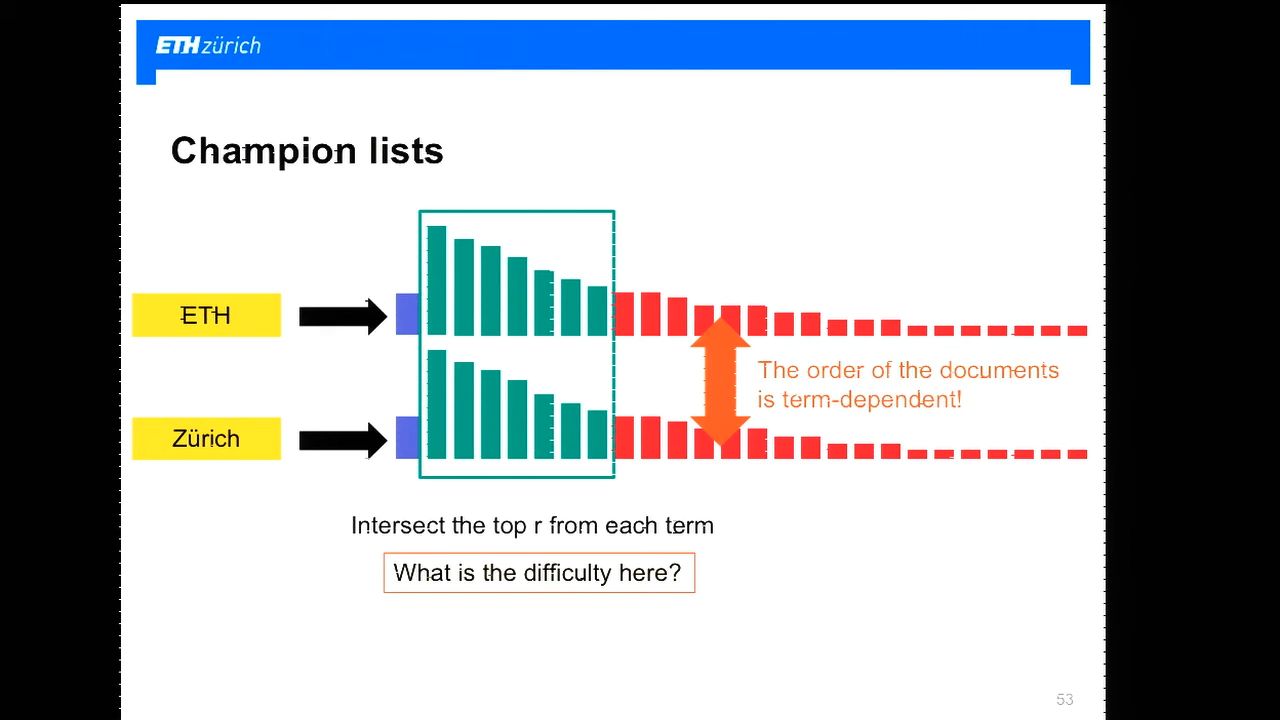 ETH zürich
Champion lists
ETH
The order of the documents
is term-dependent!
Zürich
Intersect the top r from each term
What is the difficulty here?
53